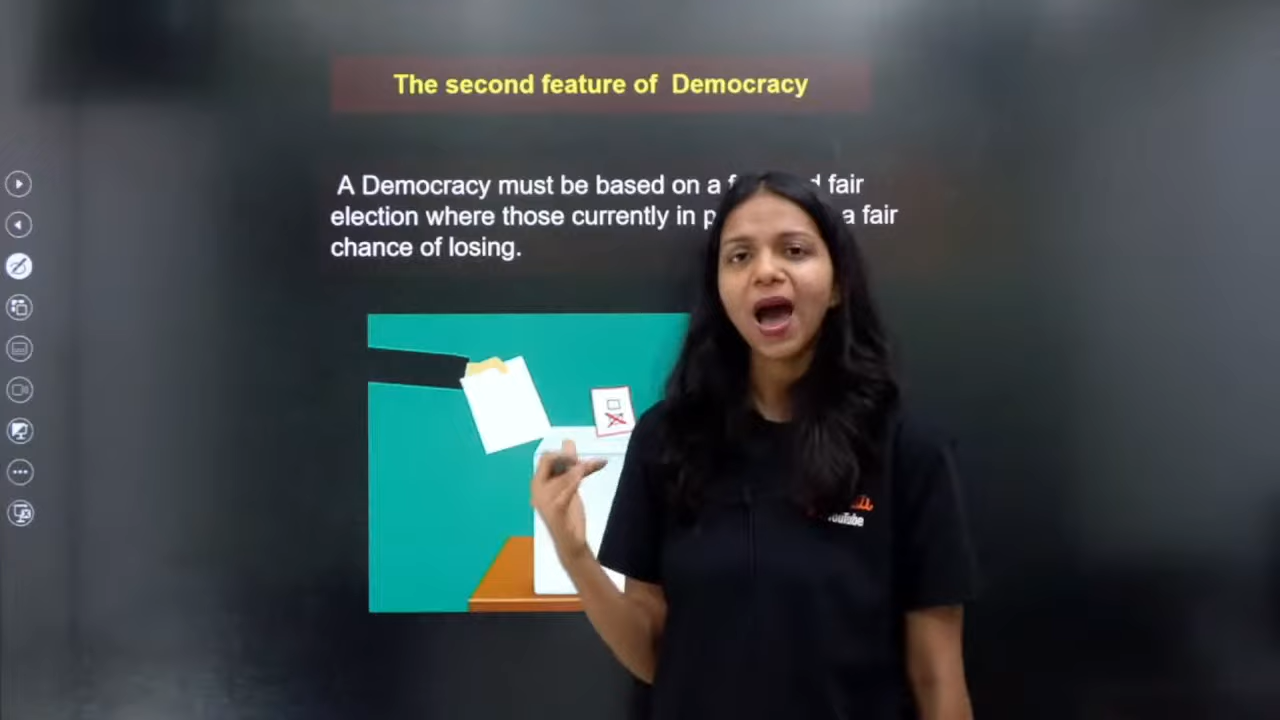 The second feature of Democracy
A Democracy must be based on a fair
election where those currently in a fair
chance of losing.
YouTube